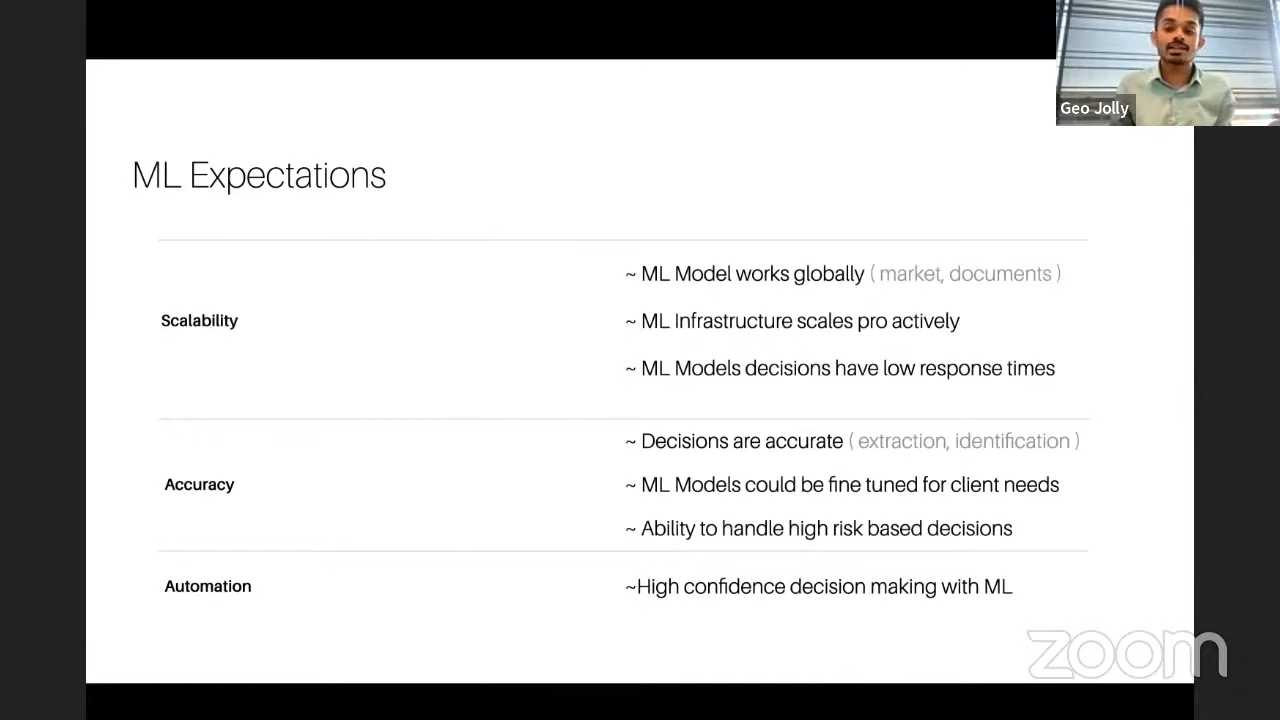 Geo Jolly
ML Expectations
~ ML Model works globally ( market, documents )
Scalability
~ ML Infrastructure scales pro actively
~ ML Models decisions have low response times
~ Decisions are accurate ( extraction, identification )
Accuracy
~ ML Models could be fine tuned for client needs
~ Ability to handle high risk based decisions
Automation
~High confidence decision making with ML
zoom